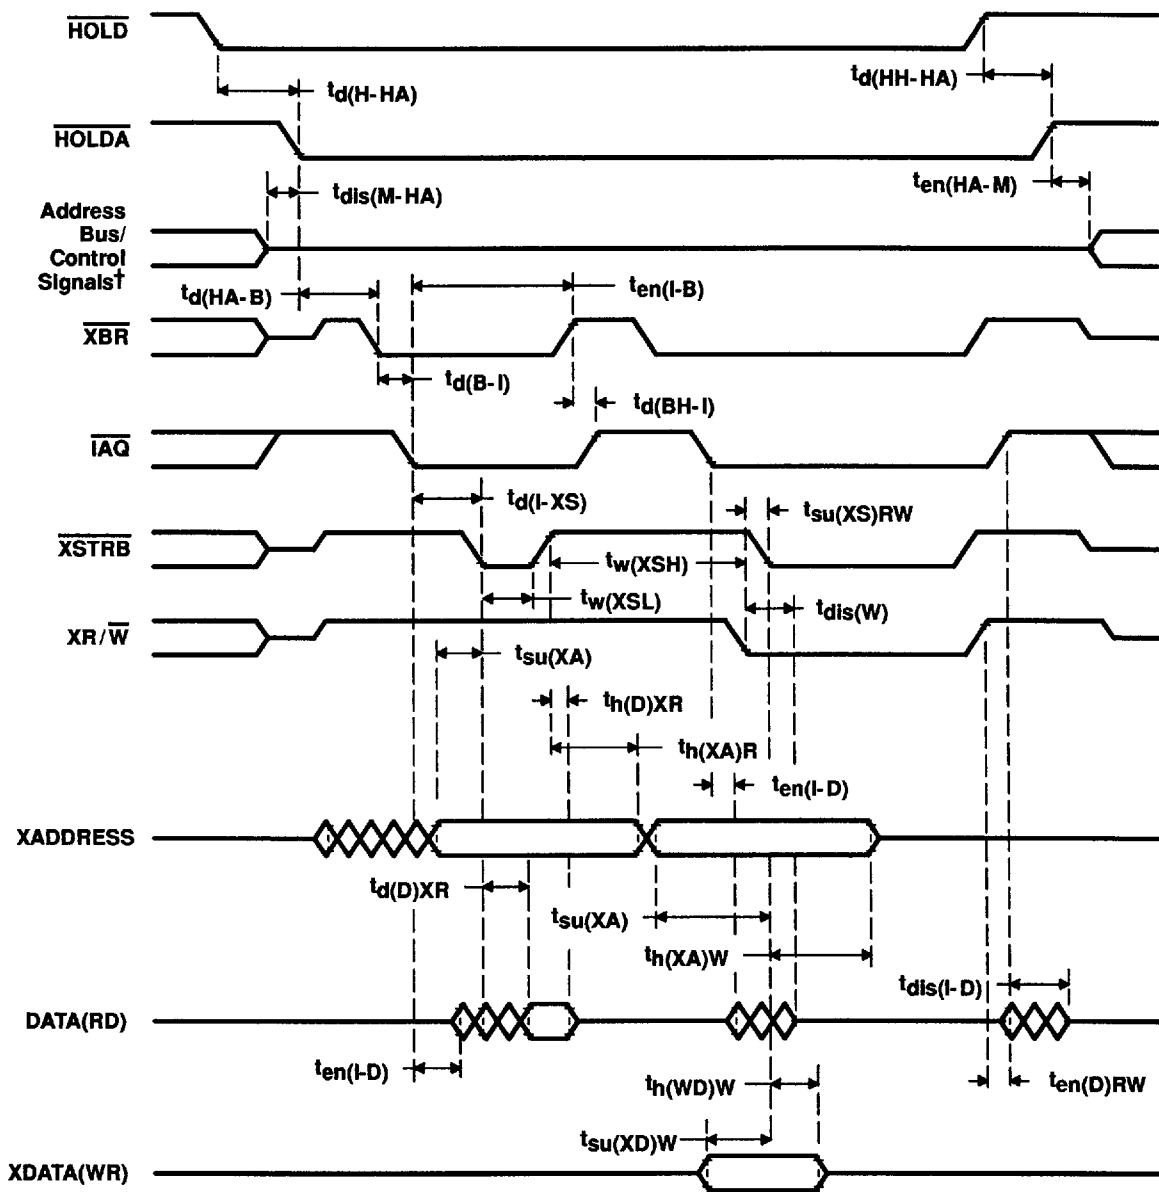 HOLD
td(H-HA)
td(HH-HA)
HOLDA
tdis(M-HA)
ten(HA-M)
Address
Bus/
Control
Signals†
td(HA-B)
ten(I-B)
XBR
td(B-I)
td(BH-I)
IAQ
td(I-XS)
tsu(XS)RW
XSTRB
tw(XSH)
tw(XSL)
tdis(W)
XR/W
tsu(XA)
th(D)XR
th(XA)R
ten(I-D)
XADDRESS
td(D)XR
tsu(XA)
th(XA)W
tdis(I-D)
DATA(RD)
ten(I-D)
th(WD)W
ten(D)RW
tsu(XD)W
XDATA(WR)